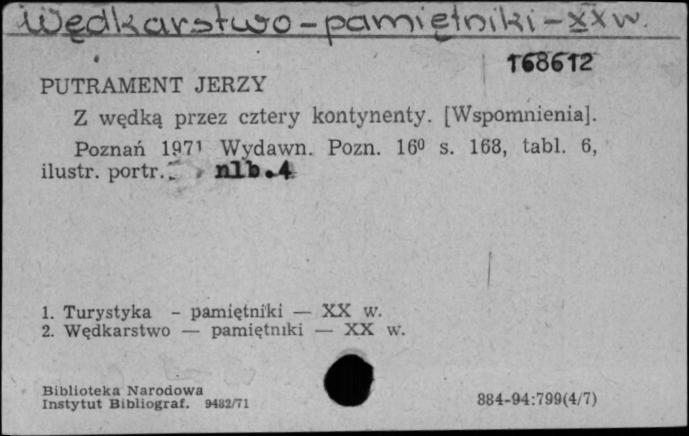 Wędkarstwo - pamiętniki - XX w.
168612
PUTRAMENT JERZY
Z wędką przez cztery kontynenty. [Wspomnienia].
Poznań 1971 Wydawn. Pozn. 16⁰ s. 168, tabl. 6,
ilustr. portr. nlb.4
1. Turystyka - pamiętniki — XX w.
2. Wędkarstwo — pamiętniki — XX w.
Biblioteka Narodowa
Instytut Bibliograf. 9482/71
884-94:799(4/7)